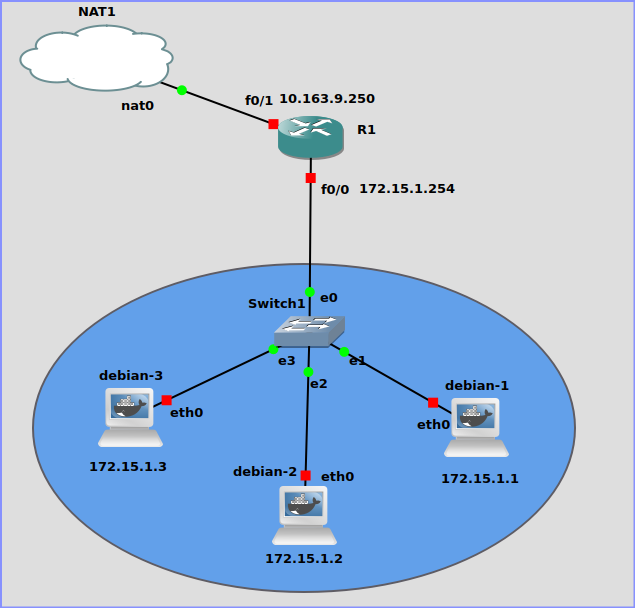 NAT1
nat0
f0/1 10.163.9.250
R1
f0/0 172.15.1.254
e0
Switch1
e3
e1
e2
debian-3
eth0
172.15.1.3
debian-1
eth0
172.15.1.1
debian-2
eth0
172.15.1.2